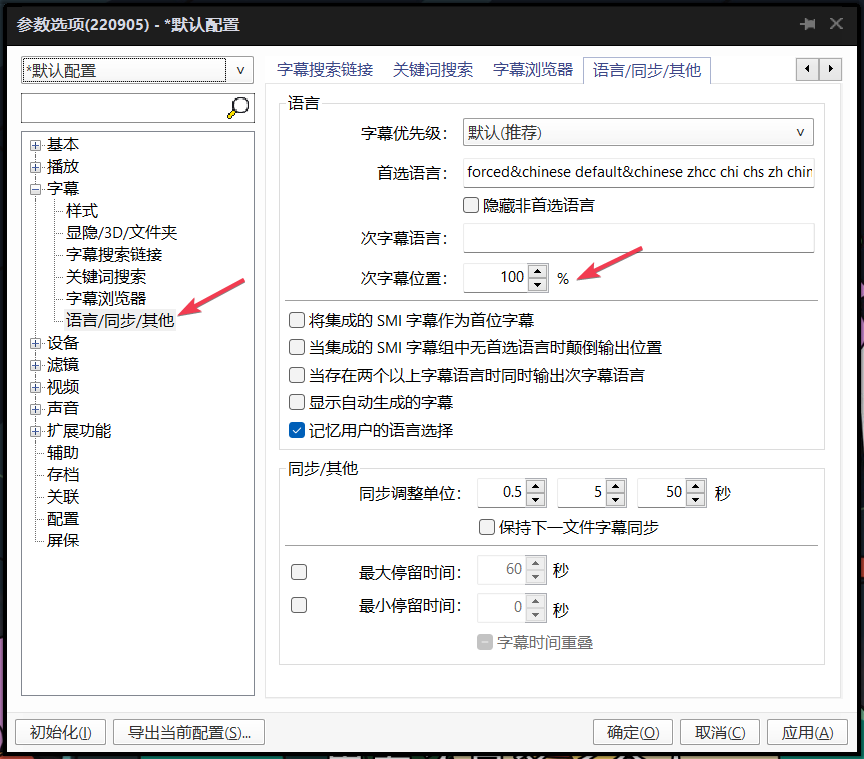 参数选项(220905) - *默认配置
*默认配置
字幕搜索链接 关键词搜索 字幕浏览器 语言/同步/其他
基本
播放
字幕
样式
显隐/3D/文件夹
字幕搜索链接
关键词搜索
字幕浏览器
语言/同步/其他
设备
滤镜
视频
声音
扩展功能
辅助
存档
关联
配置
屏保
语言
字幕优先级： 默认(推荐)
首选语言： forced&chinese default&chinese zhcc chi chs zh chin
隐藏非首选语言
次字幕语言：
次字幕位置： 100 %
将集成的 SMI 字幕作为首位字幕
当集成的 SMI 字幕组中无首选语言时颠倒输出位置
当存在两个以上字幕语言时同时输出次字幕语言
显示自动生成的字幕
记忆用户的语言选择
同步/其他
同步调整单位： 0.5 5 50 秒
保持下一文件字幕同步
最大停留时间： 60 秒
最小停留时间： 0 秒
字幕时间重叠
初始化(I) 导出当前配置(S)... 确定(O) 取消(C) 应用(A)